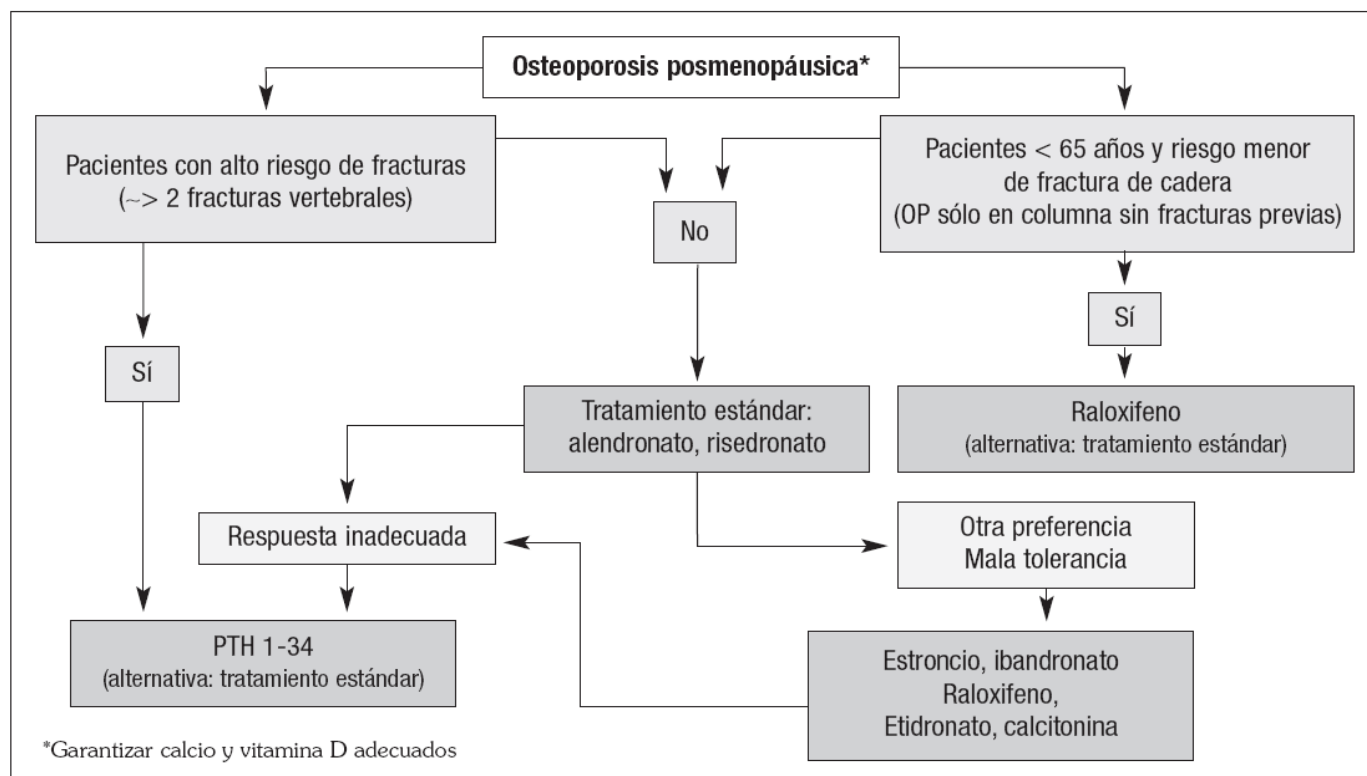 Osteoporosis posmenopáusica*
Pacientes con alto riesgo de fracturas
(~> 2 fracturas vertebrales)
Pacientes < 65 años y riesgo menor
de fractura de cadera
(OP sólo en columna sin fracturas previas)
No
Sí
Sí
Tratamiento estándar:
alendronato, risedronato
Raloxifeno
(alternativa: tratamiento estándar)
Respuesta inadecuada
Otra preferencia
Mala tolerancia
PTH 1-34
(alternativa: tratamiento estándar)
Estroncio, ibandronato
Raloxifeno,
Etidronato, calcitonina
*Garantizar calcio y vitamina D adecuados